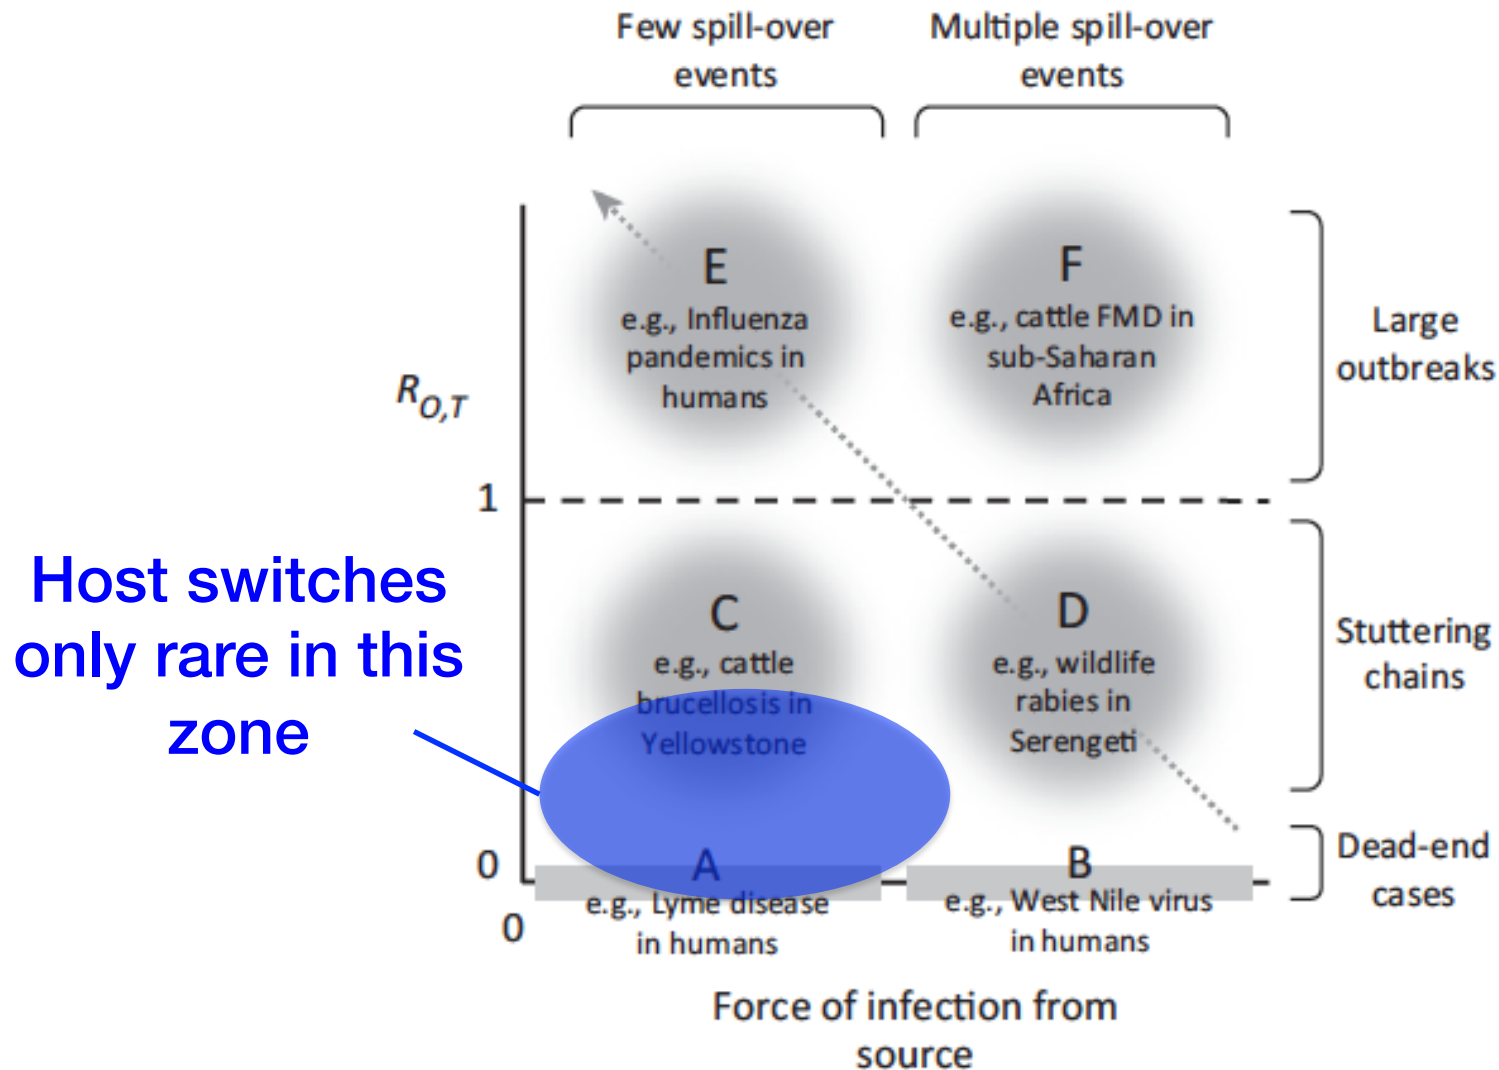 Few spill-over
events
Multiple spill-over
events
E
e.g., Influenza
pandemics in
humans
F
e.g., cattle FMD in
sub-Saharan
Africa
Large
outbreaks
R0,T
1
Host switches
only rare in this
zone
C
e.g., cattle
brucellosis in
Yellowstone
D
e.g., wildlife
rabies in
Serengeti
Stuttering
chains
0
A
e.g., Lyme disease
in humans
B
e.g., West Nile virus
in humans
Dead-end
cases
0
Force of infection from
source